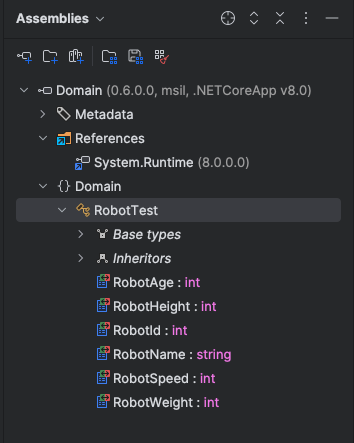 Assemblies
Domain (0.6.0.0, msil, .NETCoreApp v8.0)
Metadata
References
System.Runtime (8.0.0.0)
{} Domain
RobotTest
Base types
Inheritors
RobotAge : int
RobotHeight : int
RobotId : int
RobotName : string
RobotSpeed : int
RobotWeight : int